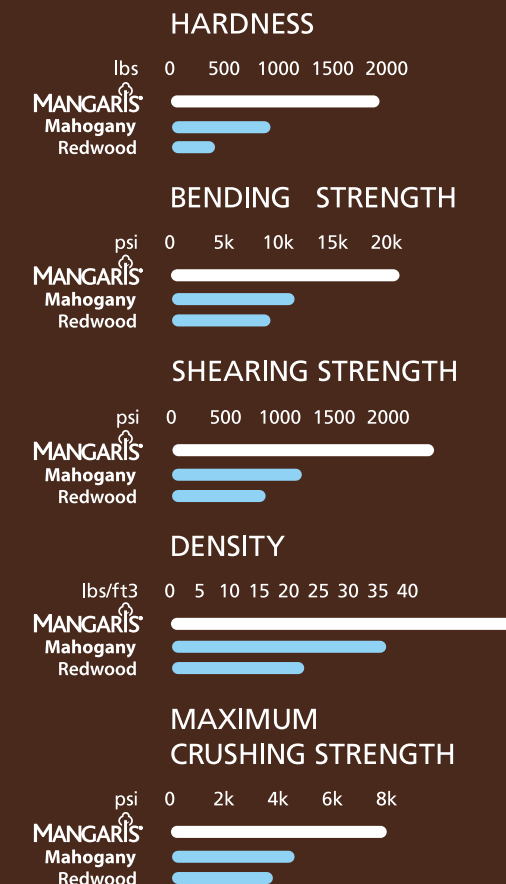 HARDNESS
lbs 0 500 1000 1500 2000
MANGARIS
Mahogany
Redwood
BENDING STRENGTH
psi 0 5k 10k 15k 20k
MANGARIS
Mahogany
Redwood
SHEARING STRENGTH
psi 0 500 1000 1500 2000
MANGARIS
Mahogany
Redwood
DENSITY
lbs/ft3 0 5 10 15 20 25 30 35 40
MANGARIS
Mahogany
Redwood
MAXIMUM
CRUSHING STRENGTH
psi 0 2k 4k 6k 8k
MANGARIS
Mahogany
Redwood